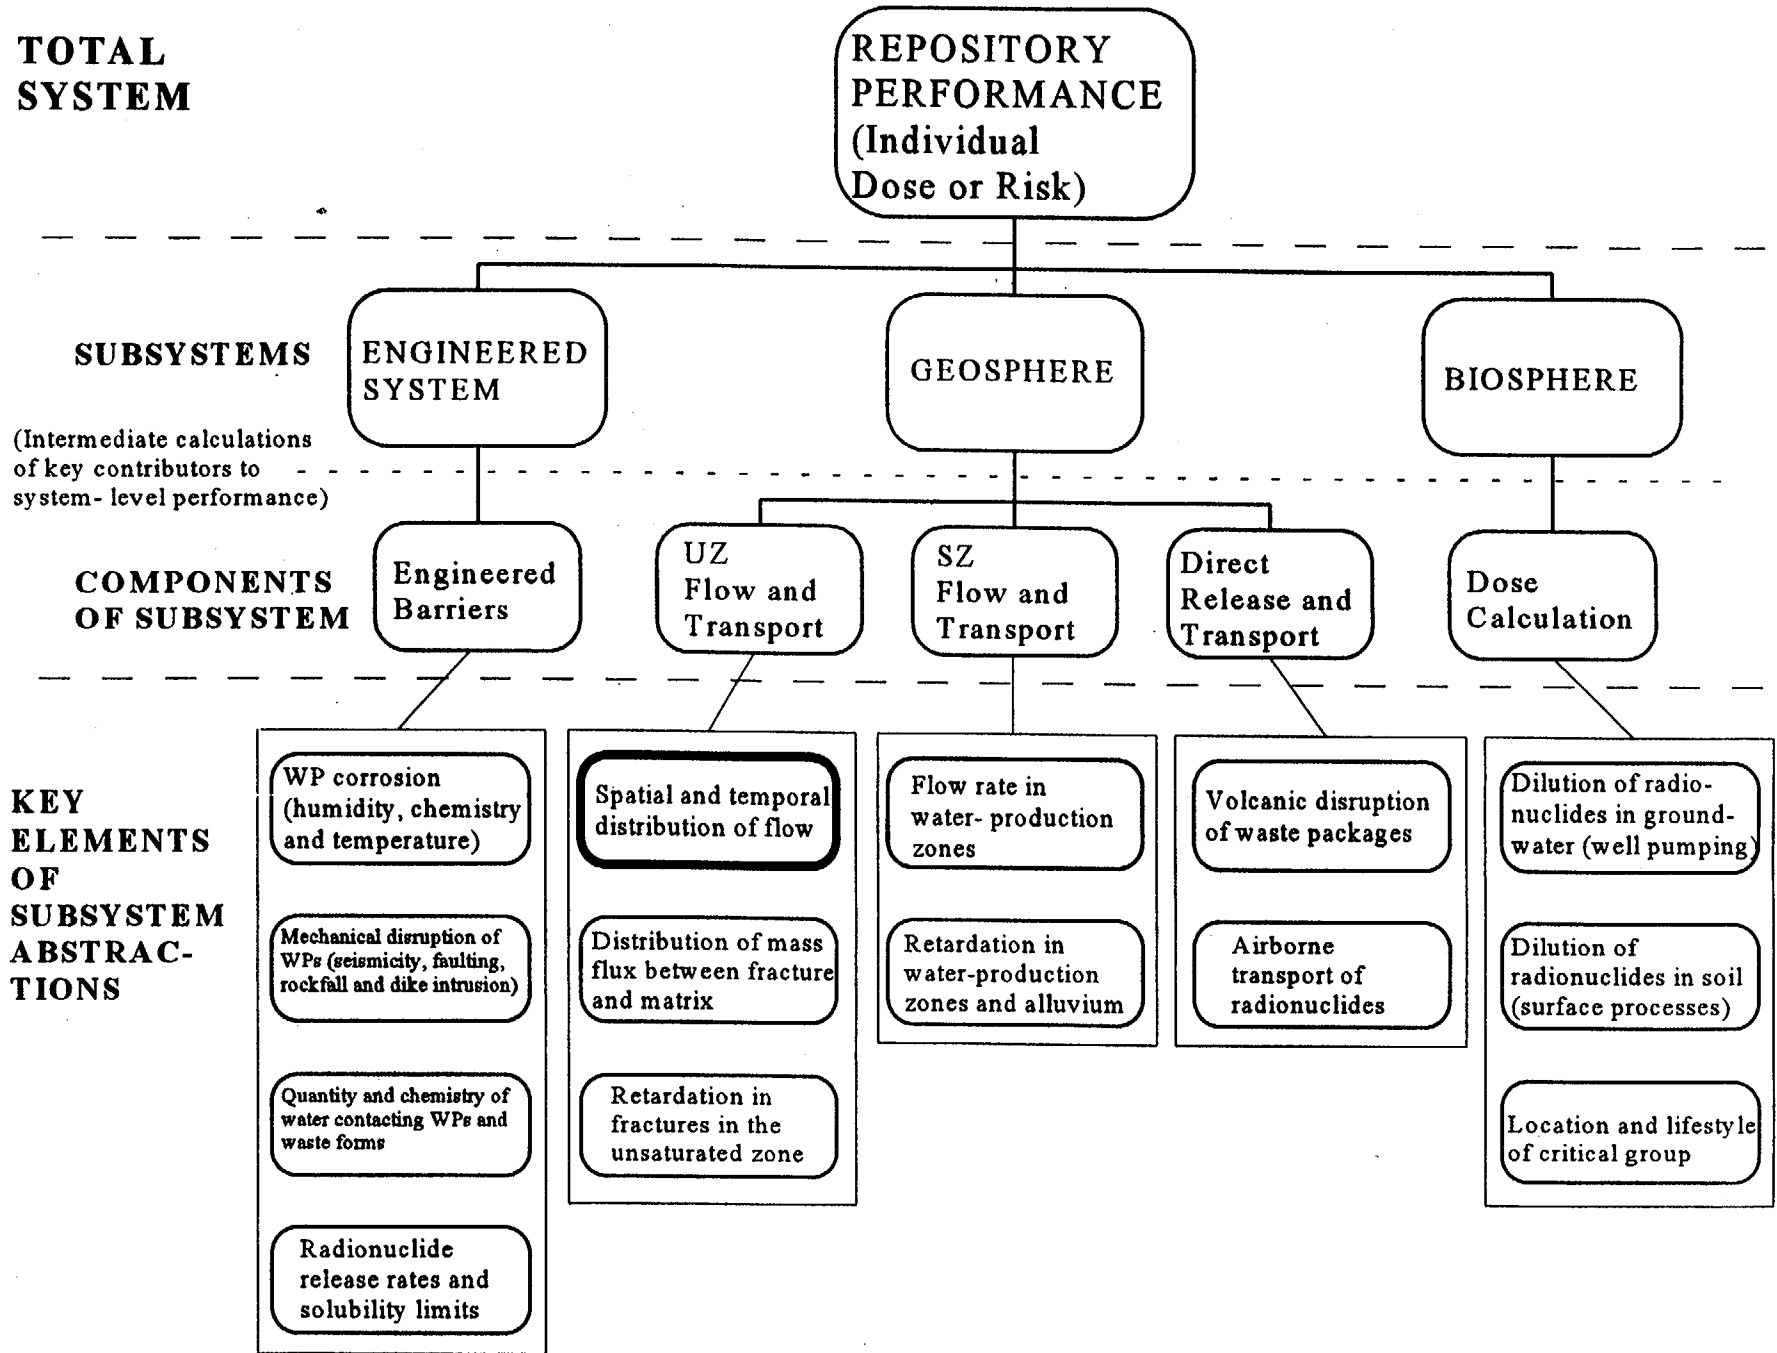 TOTAL
SYSTEM
REPOSITORY
PERFORMANCE
(Individual
Dose or Risk)
SUBSYSTEMS
(Intermediate calculations
of key contributors to
system- level performance)
ENGINEERED
SYSTEM
GEOSPHERE
BIOSPHERE
COMPONENTS
OF SUBSYSTEM
Engineered
Barriers
UZ
Flow and
Transport
SZ
Flow and
Transport
Direct
Release and
Transport
Dose
Calculation
KEY
ELEMENTS
OF
SUBSYSTEM
ABSTRAC-
TIONS
WP corrosion
(humidity, chemistry
and temperature)
Mechanical disruption of
WPs (seismicity, faulting,
rockfall and dike intrusion)
Quantity and chemistry of
water contacting WPs and
waste forms
Radionuclide
release rates and
solubility limits
Spatial and temporal
distribution of flow
Distribution of mass
flux between fracture
and matrix
Retardation in
fractures in the
unsaturated zone
Flow rate in
water- production
zones
Retardation in
water-production
zones and alluvium
Volcanic disruption
of waste packages
Airborne
transport of
radionuclides
Dilution of radio-
nuclides in ground-
water (well pumping)
Dilution of
radionuclides in soil
(surface processes)
Location and lifestyle
of critical group